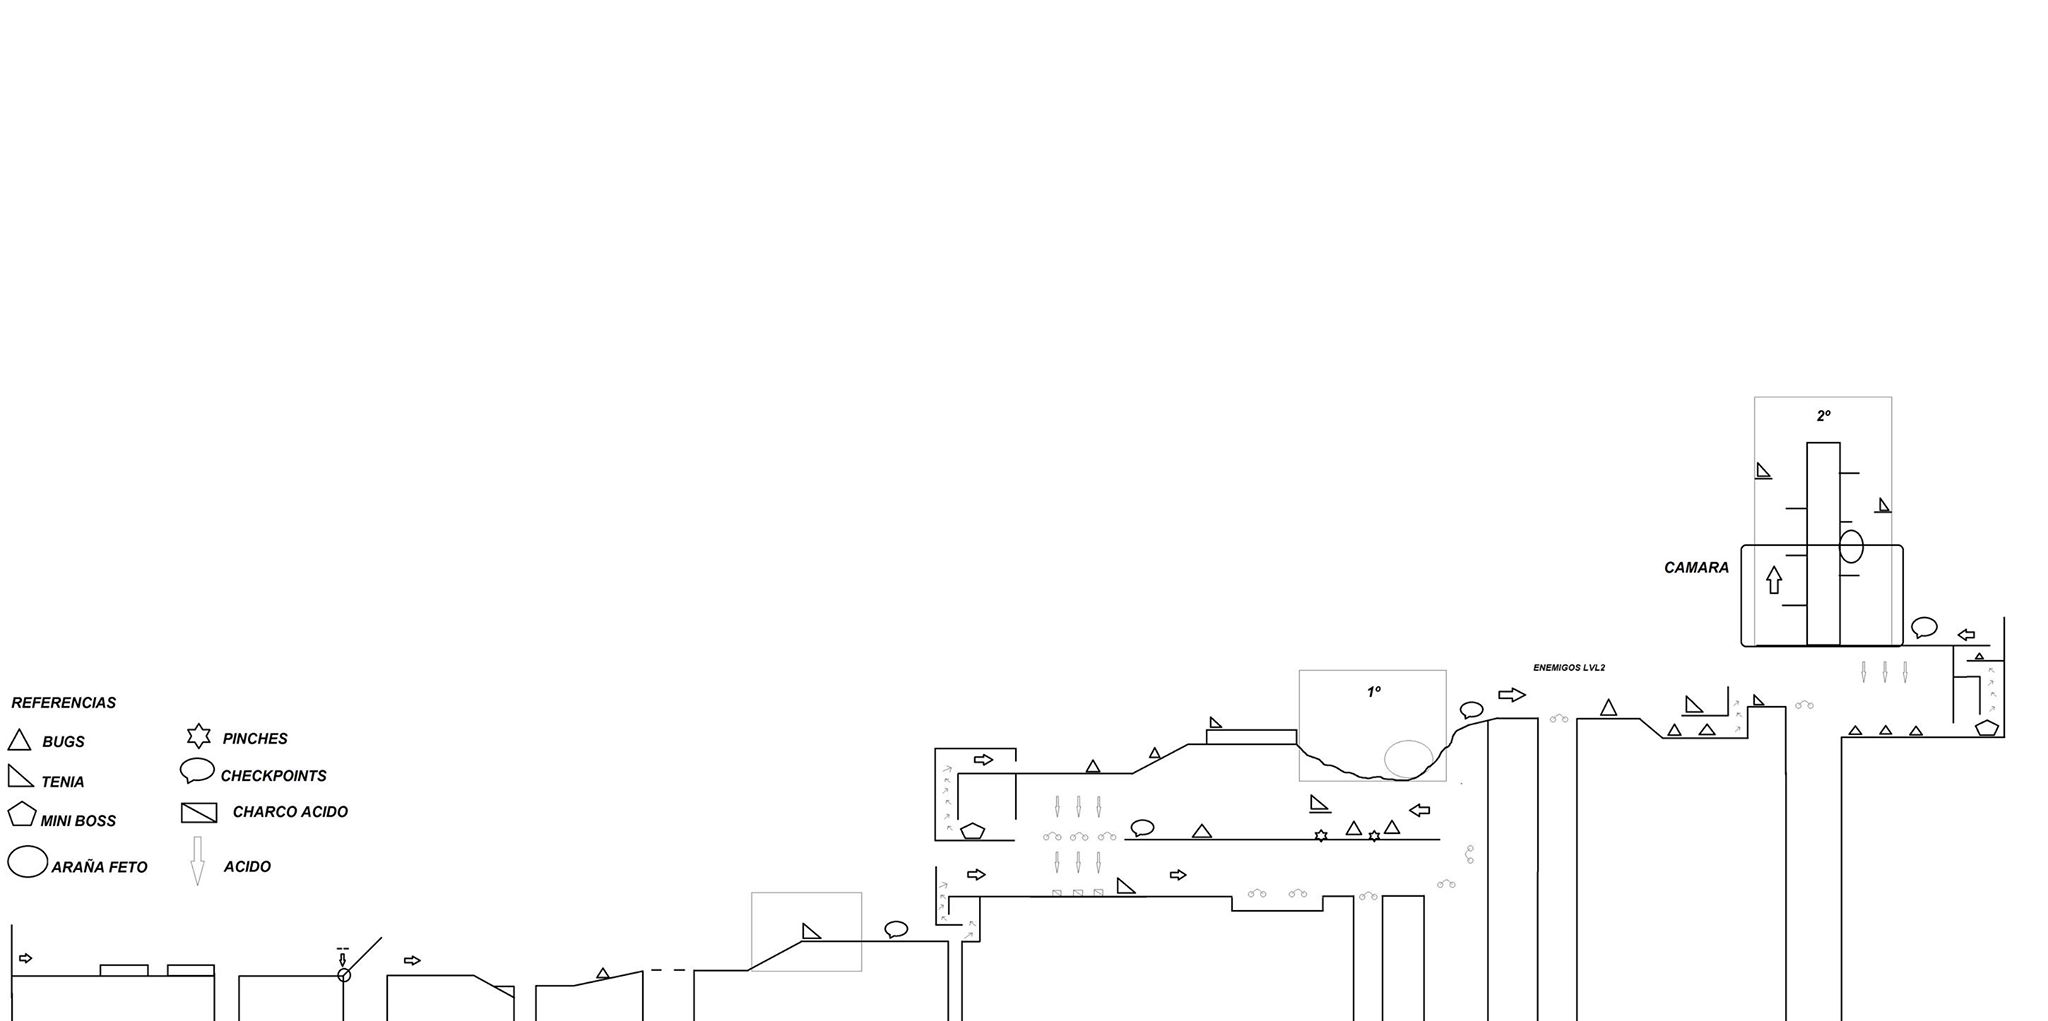 2º
CAMARA
ENEMIGOS LVL2
1º
REFERENCIAS
BUGS
PINCHES
TENIA
CHECKPOINTS
MINI BOSS
CHARCO ACIDO
ARAÑA FETO
ACIDO